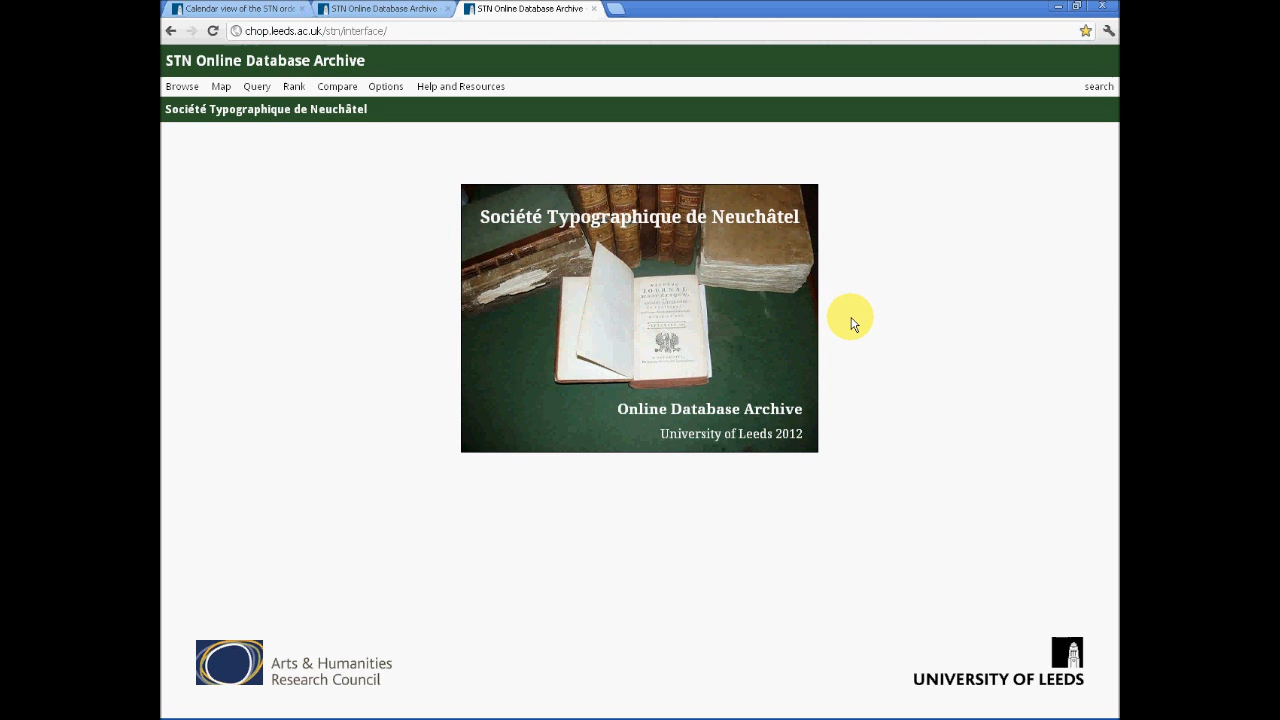 Calendar view of the STN orde
STN Online Database Archive
STN Online Database Archive
chop.leeds.ac.uk/stn/interface/
STN Online Database Archive
Browse Map Query Rank Compare Options Help and Resources search
Société Typographique de Neuchâtel
Société Typographique de Neuchâtel
JOURNAL
Online Database Archive
University of Leeds 2012
Arts & Humanities
Research Council
UNIVERSITY OF LEEDS